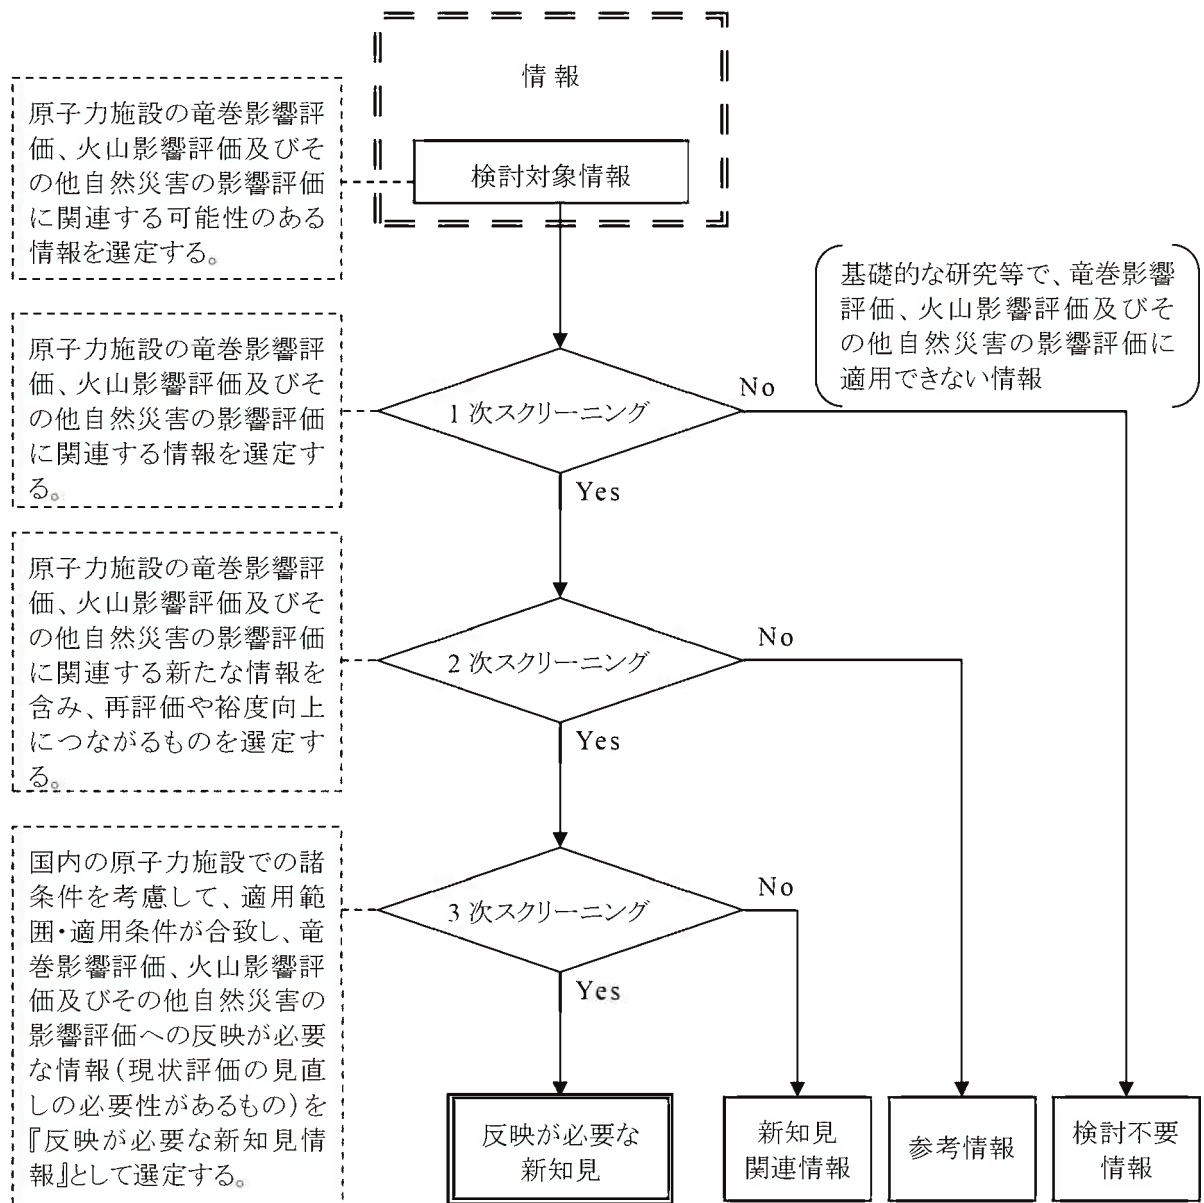 情報
検討対象情報
原子力施設の竜巻影響評
価、火山影響評価及びそ
の他自然災害の影響評価
に関連する可能性のある
情報を選定する。
基礎的な研究等で、竜巻影響
評価、火山影響評価及びそ
の他自然災害の影響評価に
適用できない情報
原子力施設の竜巻影響評
価、火山影響評価及びそ
の他自然災害の影響評価
に関連する情報を選定す
る。
1次スクリーニング
No
Yes
原子力施設の竜巻影響評
価、火山影響評価及びそ
の他自然災害の影響評価
に関連する新たな情報を
含み、再評価や裕度向上
につながるものを選定す
る。
2次スクリーニング
No
Yes
国内の原子力施設での諸
条件を考慮して、適用範
囲・適用条件が合致し、竜
巻影響評価、火山影響評
価及びその他自然災害の
影響評価への反映が必要
な情報(現状評価の見直
しの必要性があるもの)を
『反映が必要な新知見情
報』として選定する。
3次スクリーニング
No
Yes
反映が必要な
新知見
新知見
関連情報
参考情報
検討不要
情報